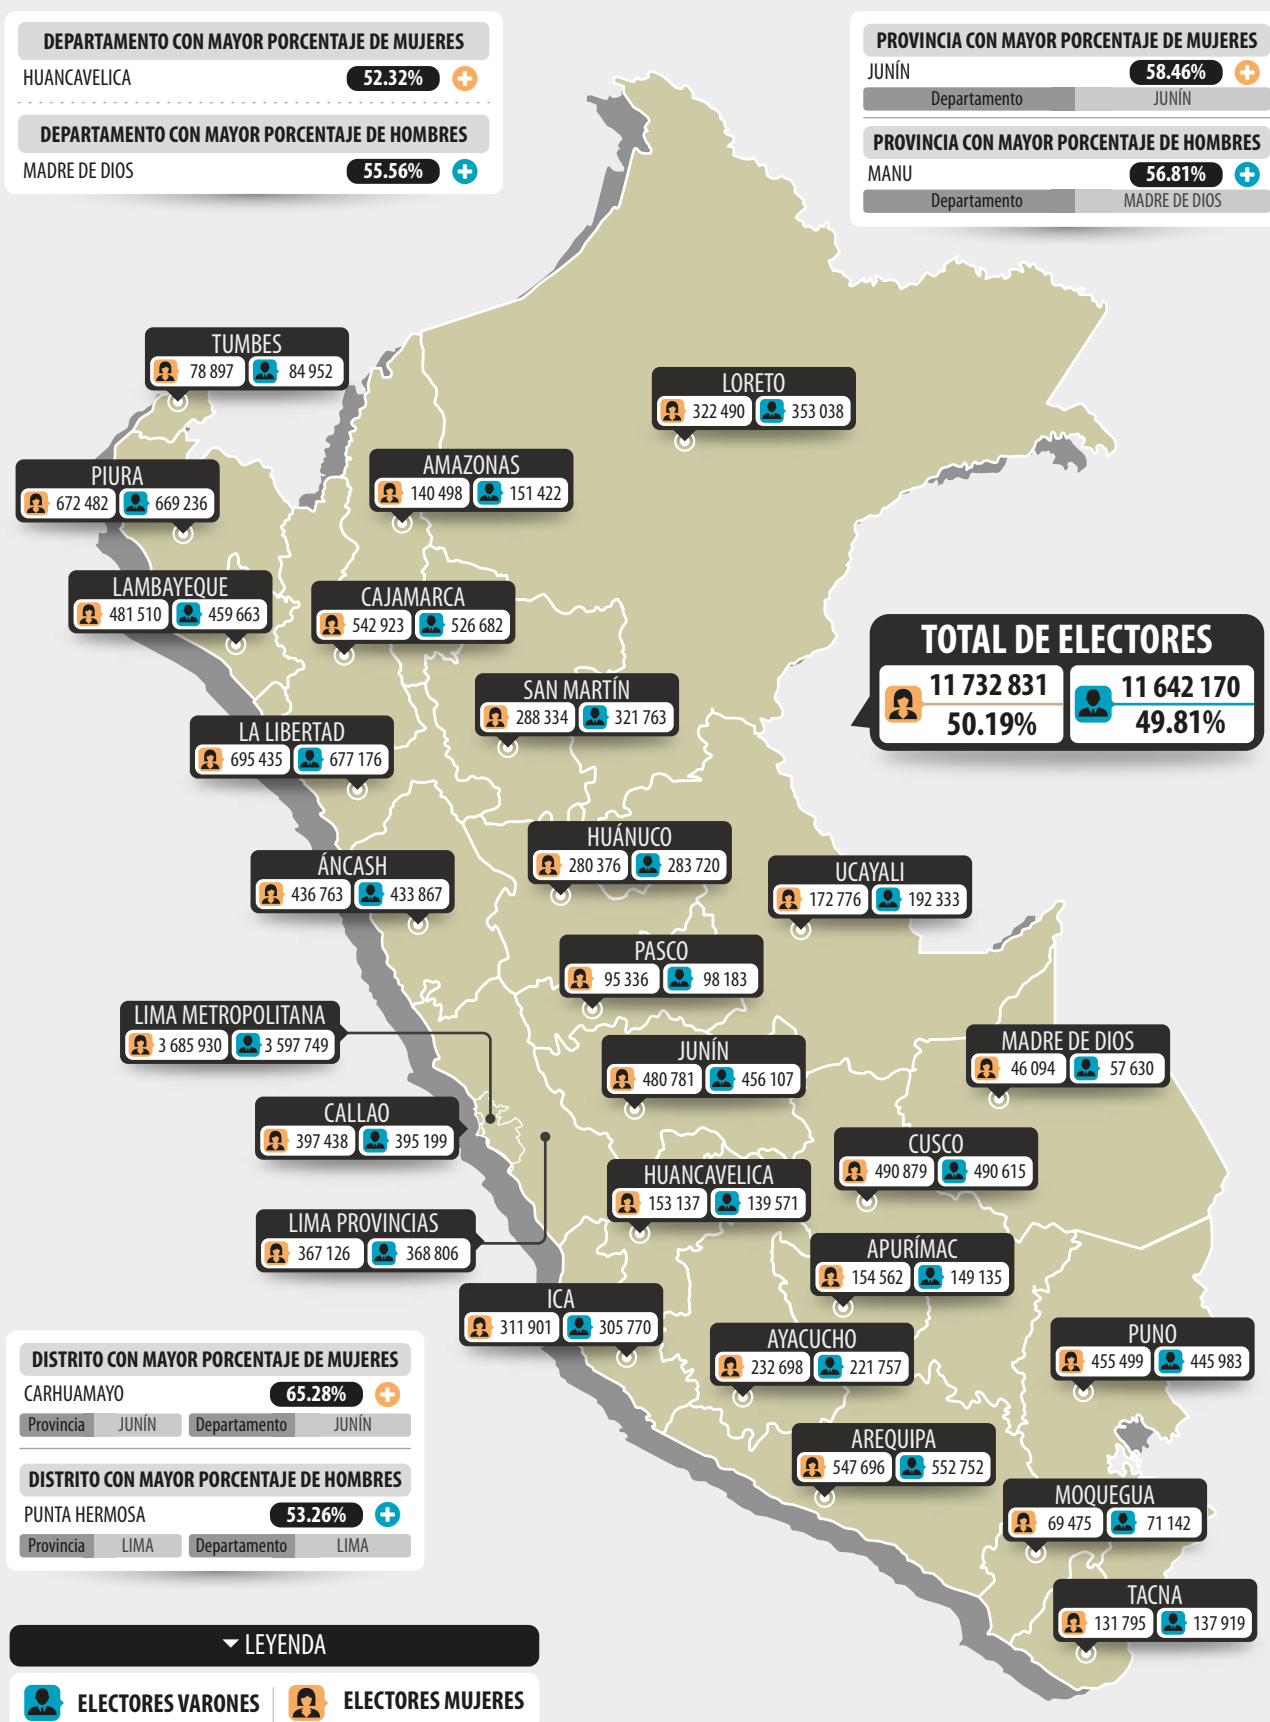 DEPARTAMENTO CON MAYOR PORCENTAJE DE MUJERES
HUANCAVELICA 52.32%
DEPARTAMENTO CON MAYOR PORCENTAJE DE HOMBRES
MADRE DE DIOS 55.56%
PROVINCIA CON MAYOR PORCENTAJE DE MUJERES
JUNÍN 58.46%
Departamento JUNÍN
PROVINCIA CON MAYOR PORCENTAJE DE HOMBRES
MANU 56.81%
Departamento MADRE DE DIOS
TUMBES
78 897 84 952
LORETO
322 490 353 038
PIURA
672 482 669 236
AMAZONAS
140 498 151 422
LAMBAYEQUE
481 510 459 663
CAJAMARCA
542 923 526 682
TOTAL DE ELECTORES
11 732 831 11 642 170
50.19% 49.81%
SAN MARTÍN
288 334 321 763
LA LIBERTAD
695 435 677 176
HUÁNUCO
280 376 283 720
ÁNCASH
436 763 433 867
UCAYALI
172 776 192 333
PASCO
95 336 98 183
LIMA METROPOLITANA
3 685 930 3 597 749
JUNÍN
480 781 456 107
MADRE DE DIOS
46 094 57 630
CALLAO
397 438 395 199
CUSCO
490 879 490 615
HUANCAVELICA
153 137 139 571
LIMA PROVINCIAS
367 126 368 806
APURÍMAC
154 562 149 135
ICA
311 901 305 770
AYACUCHO
232 698 221 757
PUNO
455 499 445 983
DISTRITO CON MAYOR PORCENTAJE DE MUJERES
CARHUAMAYO 65.28%
Provincia JUNÍN Departamento JUNÍN
DISTRITO CON MAYOR PORCENTAJE DE HOMBRES
PUNTA HERMOSA 53.26%
Provincia LIMA Departamento LIMA
AREQUIPA
547 696 552 752
MOQUEGUA
69 475 71 142
TACNA
131 795 137 919
LEYENDA
ELECTORES VARONES ELECTORES MUJERES